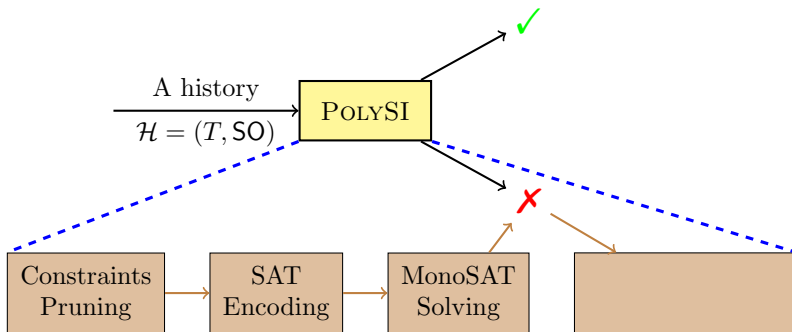 ✓
A history
ℋ = (T, SO)
POLYSI
✗
Constraints
Pruning
SAT
Encoding
MonoSAT
Solving